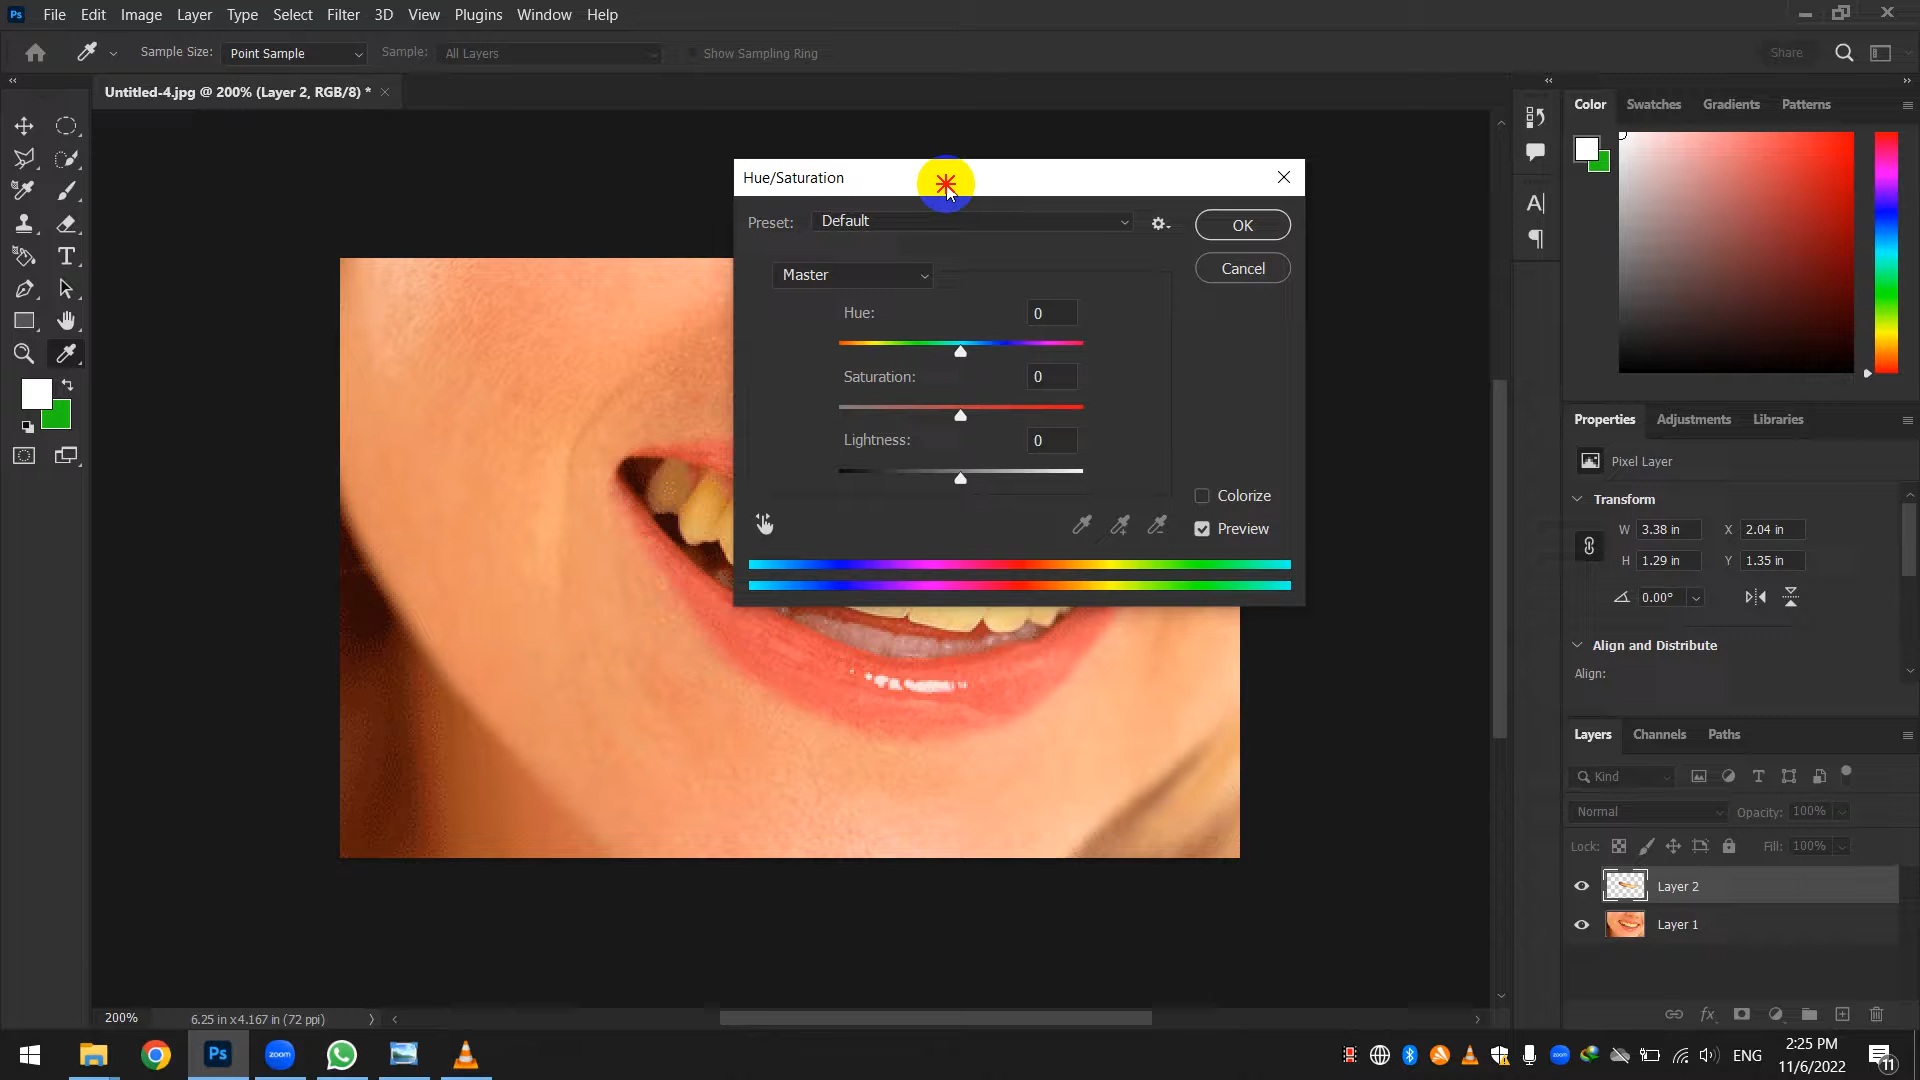 Ps File Edit Image Layer Type Select Filter 3D View Plugins Window Help
Sample Size: Point Sample Sample: All Layers Show Sampling Ring Share
Untitled-4.jpg @ 200% (Layer 2, RGB/8) *
Hue/Saturation
Preset: Default
OK
Master
Cancel
Hue: 0
Saturation: 0
Lightness: 0
Colorize
Preview
Color Swatches Gradients Patterns
Properties Adjustments Libraries
Pixel Layer
Transform
W 3.38 in X 2.04 in
H 1.29 in Y 1.35 in
0.00°
Align and Distribute
Align:
Layers Channels Paths
Kind
Normal Opacity: 100%
Lock: Fill: 100%
Layer 2
Layer 1
200% 6.25 in x 4.167 in (72 ppi)
Ps zoom zoom ENG 2:25 PM
11/6/2022 11